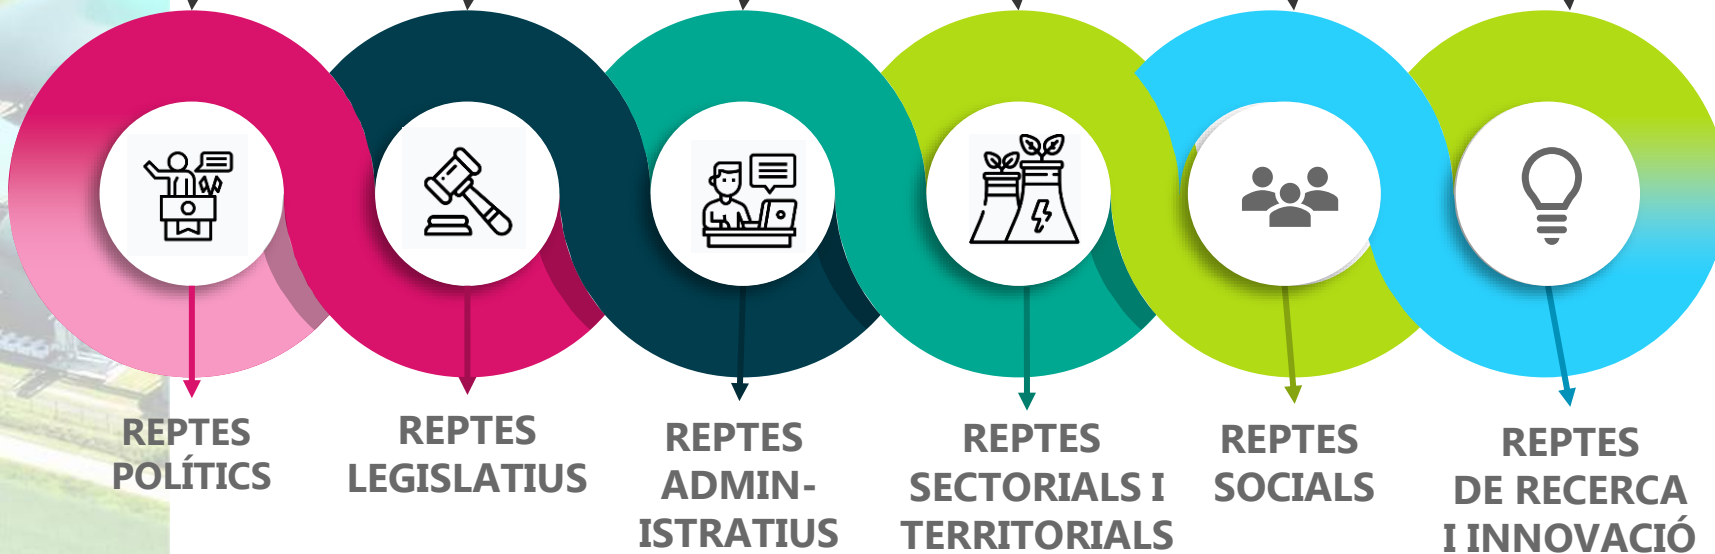 REPTES
POLÍTICS
REPTES
LEGISLATIUS
REPTES
ADMIN-
ISTRATIUS
REPTES
SECTORIALS I
TERRITORIALS
REPTES
SOCIALS
REPTES
DE RECERCA
I INNOVACIÓ